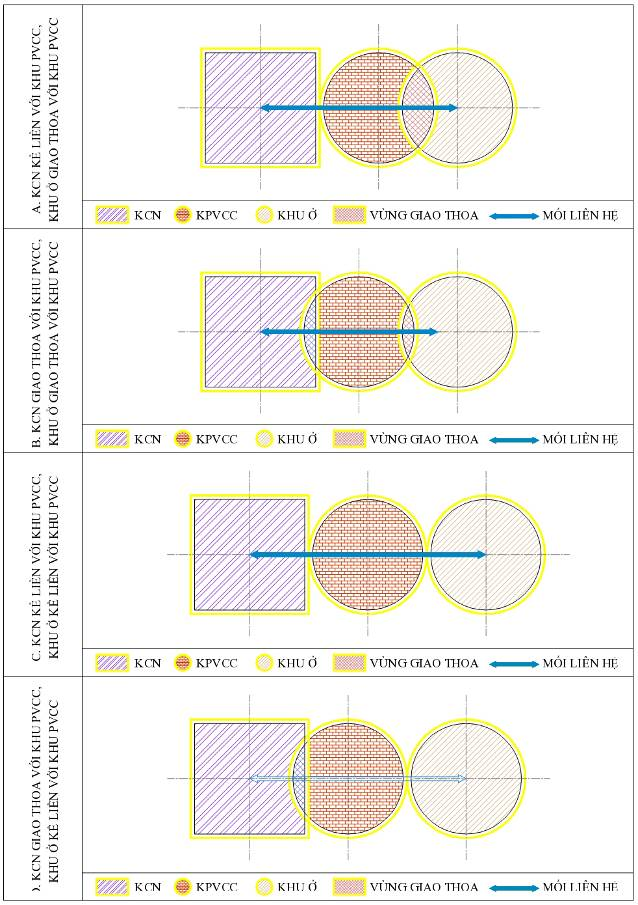 A. KCN KẾ LIỀN VỚI KHU PVCC,
KHU Ở GIAO THOA VỚI KHU PVCC
KCN KPVCC KHU Ở VÙNG GIAO THOA MỐI LIÊN HỆ
B. KCN GIAO THOA VỚI KHU PVCC,
KHU Ở GIAO THOA VỚI KHU PVCC
KCN KPVCC KHU Ở VÙNG GIAO THOA MỐI LIÊN HỆ
C. KCN KẾ LIỀN VỚI KHU PVCC,
KHU Ở KẾ LIỀN VỚI KHU PVCC
KCN KPVCC KHU Ở VÙNG GIAO THOA MỐI LIÊN HỆ
D. KCN GIAO THOA VỚI KHU PVCC,
KHU Ở KẾ LIỀN VỚI KHU PVCC
KCN KPVCC KHU Ở VÙNG GIAO THOA MỐI LIÊN HỆ